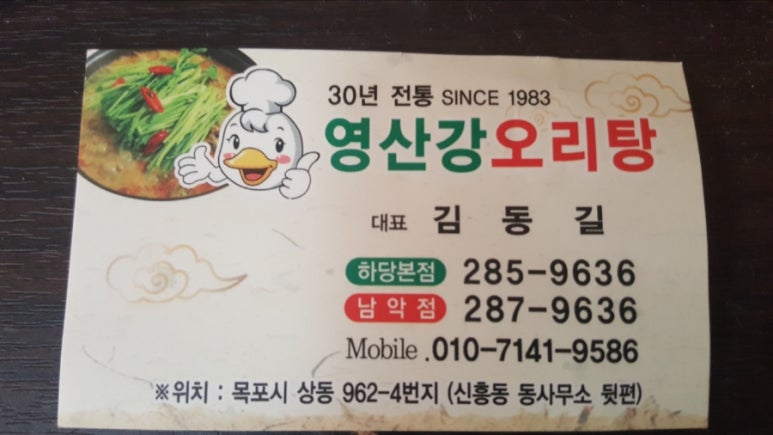 30년 전통 SINCE 1983
영산강오리탕
대표 김 동 길
하당본점 285-9636
남악점 287-9636
Mobile .010-7141-9586
※위치 : 목포시 상동 962-4번지 (신흥동 동사무소 뒷편)